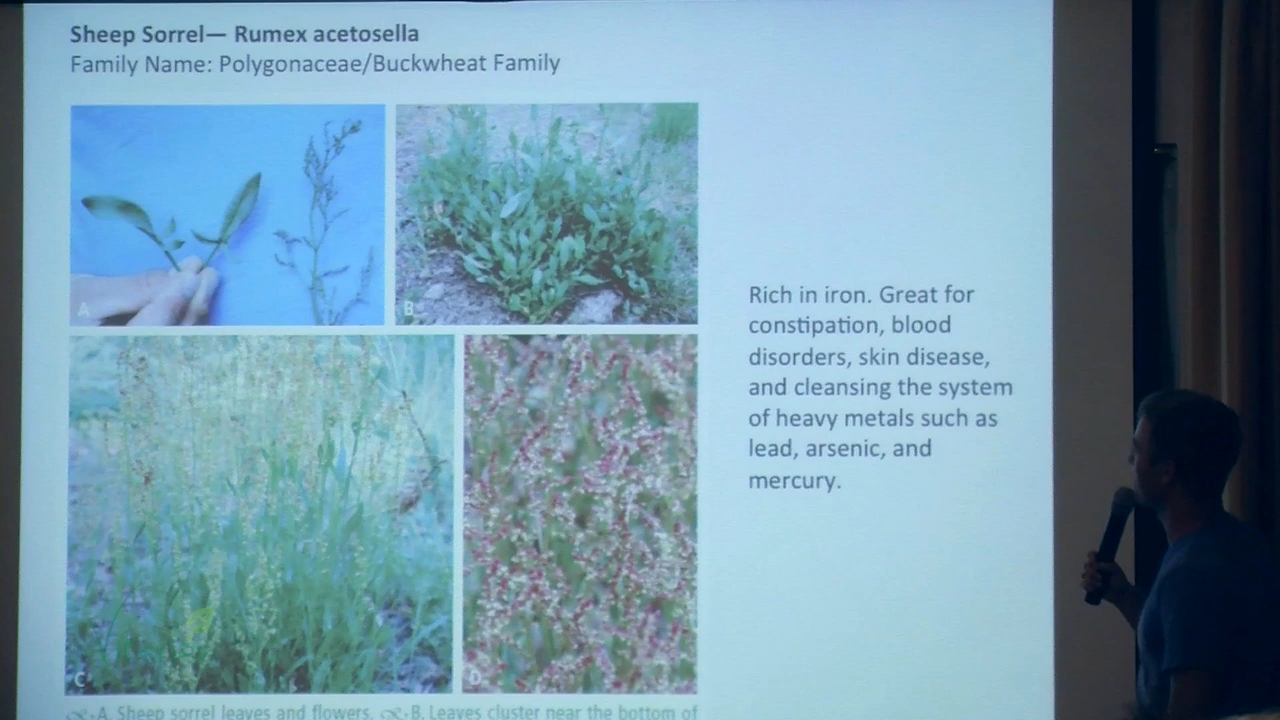 Sheep Sorrel— Rumex acetosella
Family Name: Polygonaceae/Buckwheat Family
A
B
Rich in iron. Great for
constipation, blood
disorders, skin disease,
and cleansing the system
of heavy metals such as
lead, arsenic, and
mercury.
C
D
A. Sheep sorrel leaves and flowers. B. Leaves cluster near the bottom of